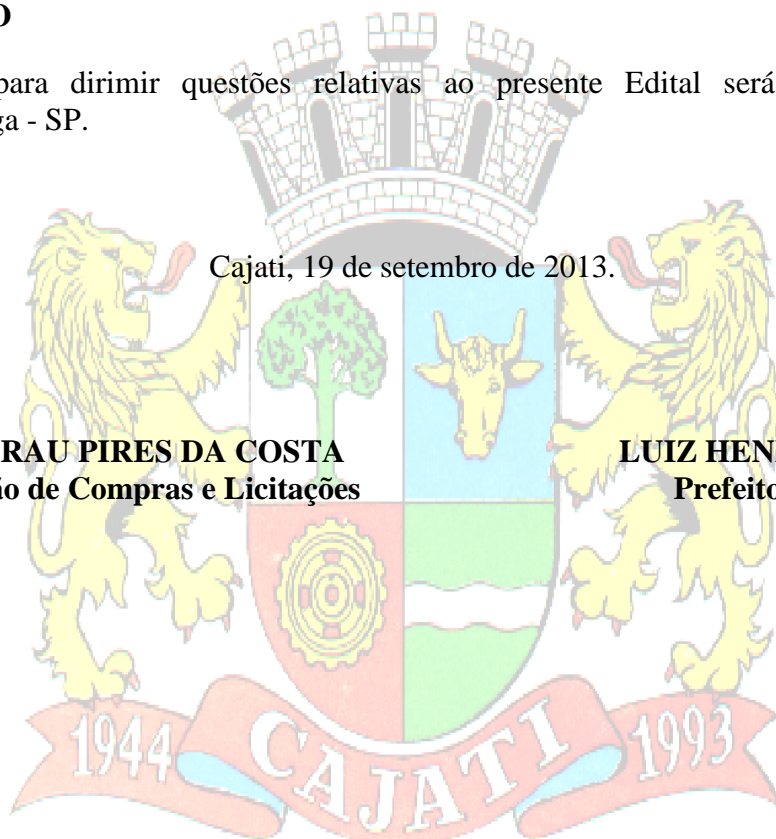 O
para dirimir questões relativas ao presente Edital será
ga - SP.
Cajati, 19 de setembro de 2013.
RAU PIRES DA COSTA
LUIZ HEN
ão de Compras e Licitações
Prefeito
1944 CAJATI 1993